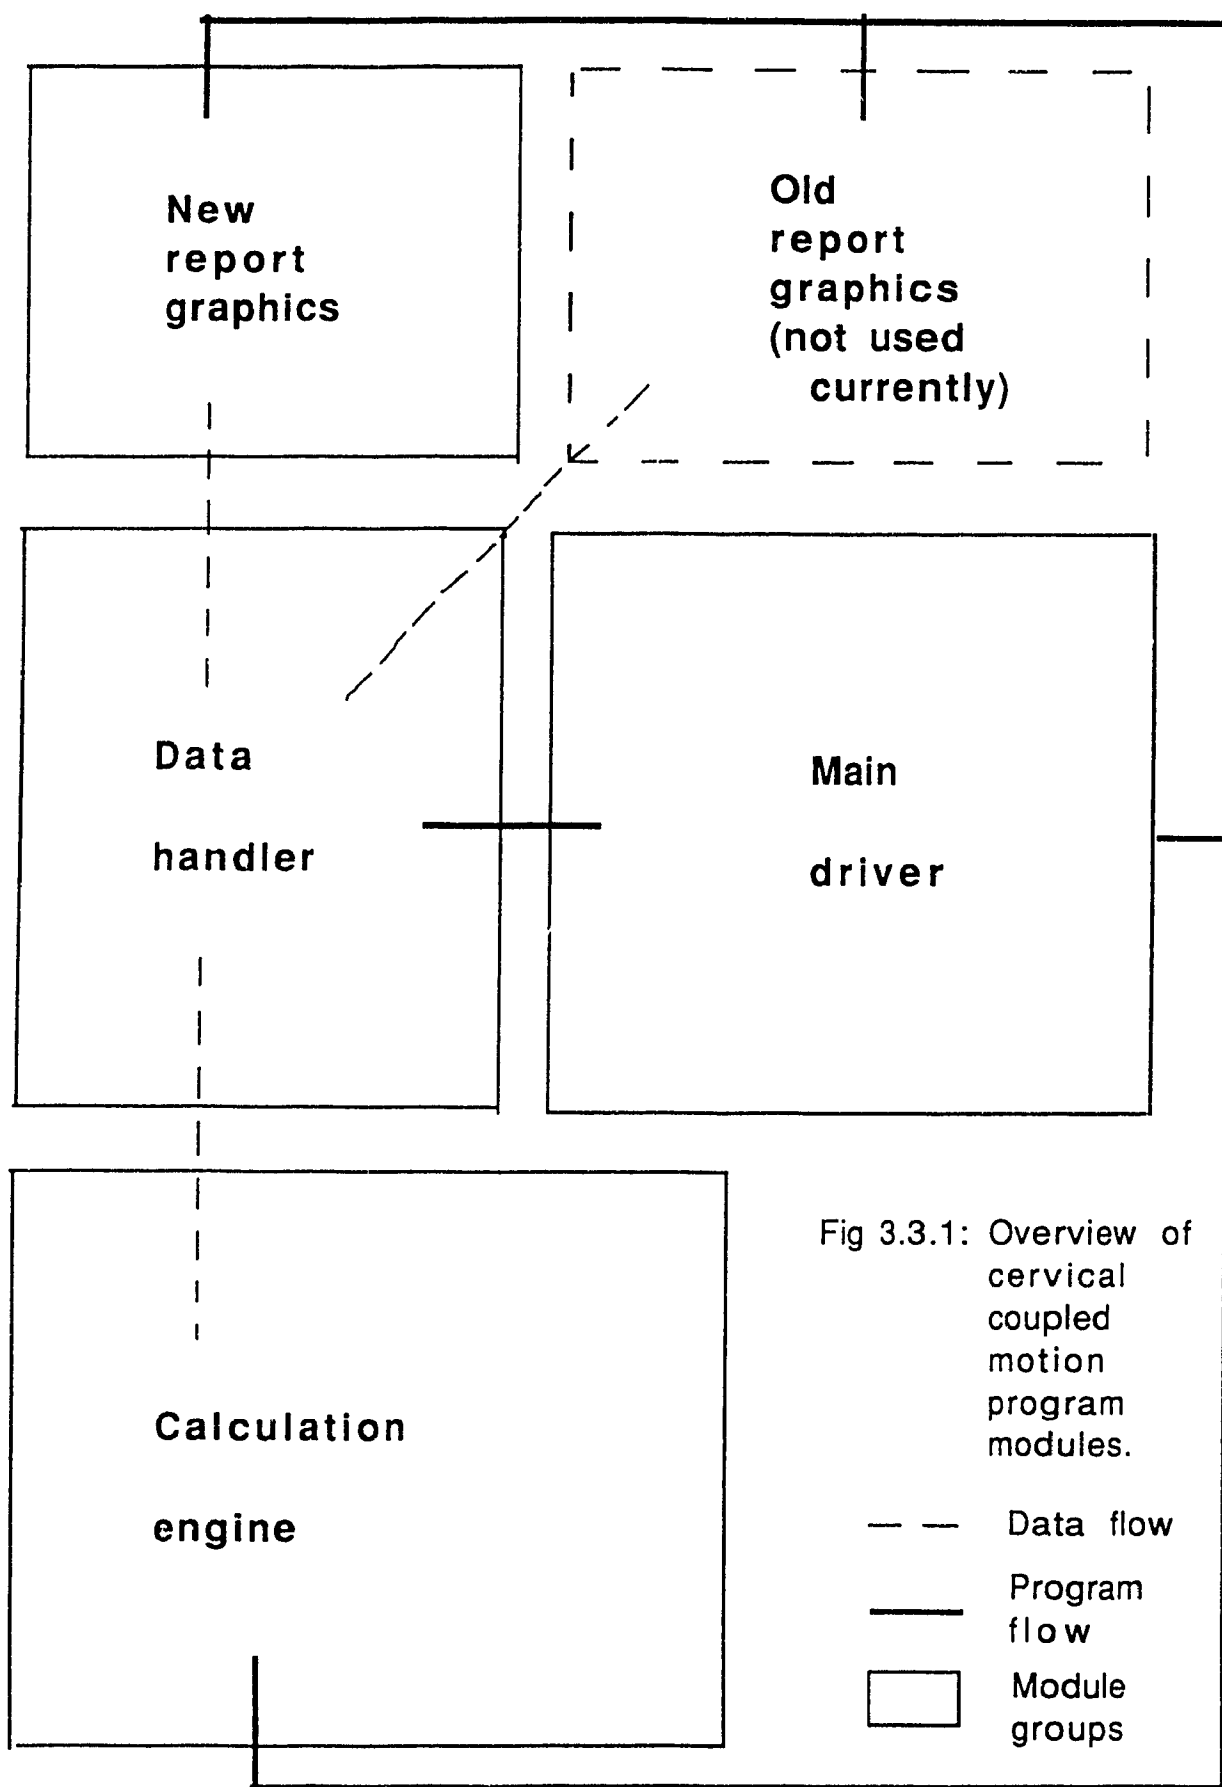 New
report
graphics
Old
report
graphics
(not used
currently)
Data
handler
Main
driver
Calculation
engine
Fig 3.3.1: Overview of
cervical
coupled
motion
program
modules.
Data flow
Program
flow
Module
groups